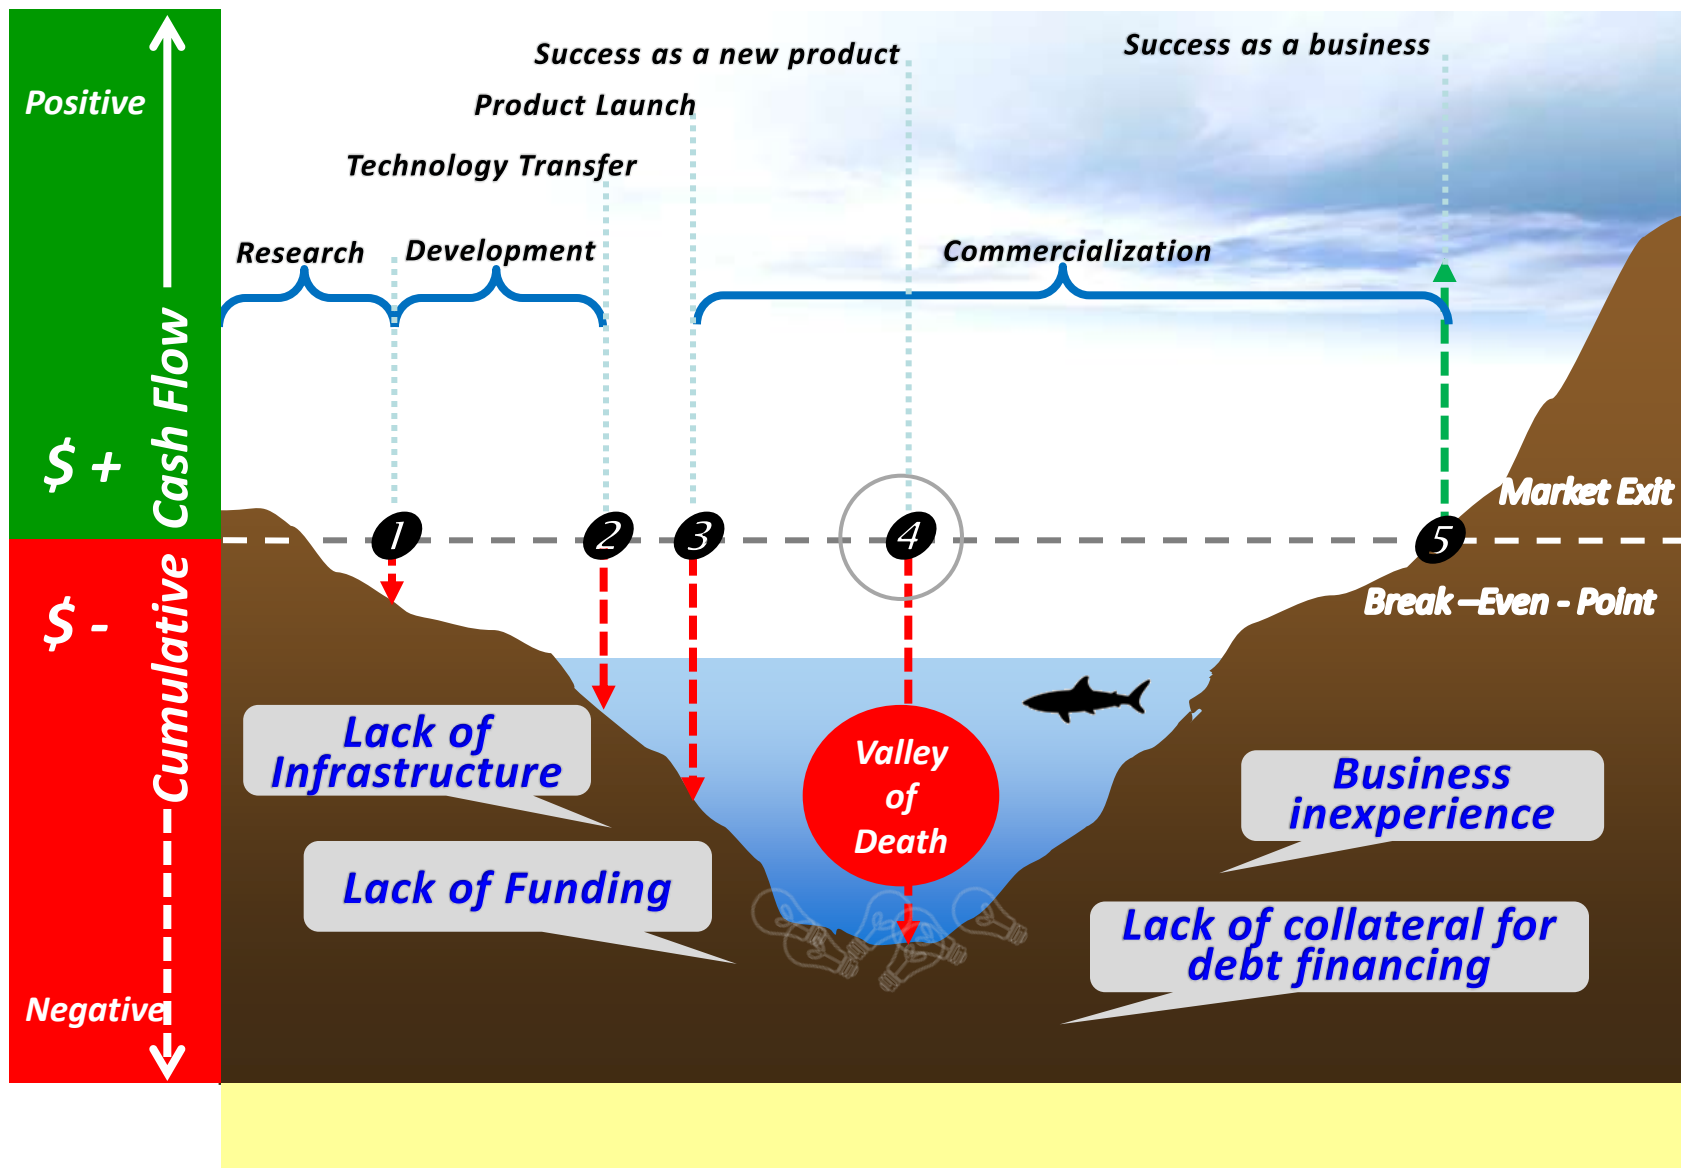 Positive
$ +
Cumulative Cash Flow
$ -
Negative
Success as a new product
Success as a business
Product Launch
Technology Transfer
Research
Development
Commercialization
1
2
3
4
5
Market Exit
Break –Even - Point
Valley
of
Death
Lack of
Infrastructure
Lack of Funding
Business
inexperience
Lack of collateral for
debt financing